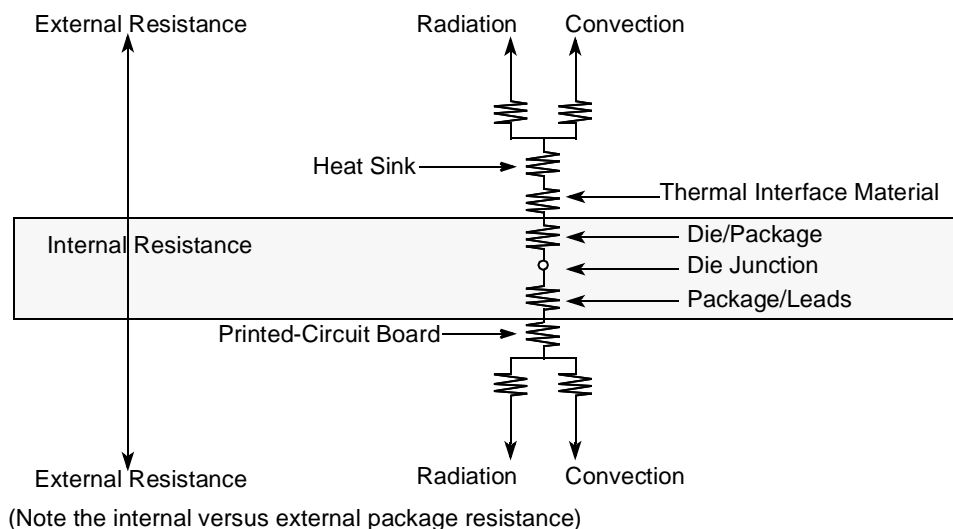 External Resistance
Radiation
Convection
Heat Sink
Thermal Interface Material
Internal Resistance
Die/Package
Die Junction
Package/Leads
Printed-Circuit Board
External Resistance
Radiation
Convection
(Note the internal versus external package resistance)